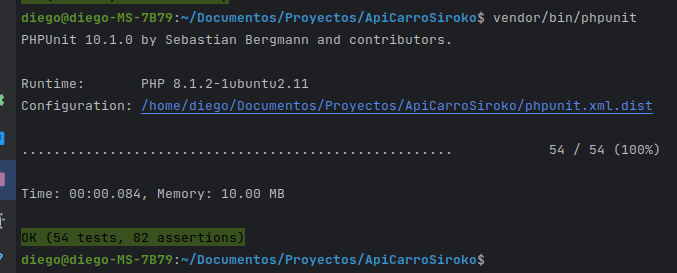 diego@diego-MS-7B79:~/Documentos/Proyectos/ApiCarroSiroko$ vendor/bin/phpunit
PHPUnit 10.1.0 by Sebastian Bergmann and contributors.
Runtime:       PHP 8.1.2-1ubuntu2.11
Configuration: /home/diego/Documentos/Proyectos/ApiCarroSiroko/phpunit.xml.dist
......................................................            54 / 54 (100%)
Time: 00:00.084, Memory: 10.00 MB
OK (54 tests, 82 assertions)
diego@diego-MS-7B79:~/Documentos/Proyectos/ApiCarroSiroko$